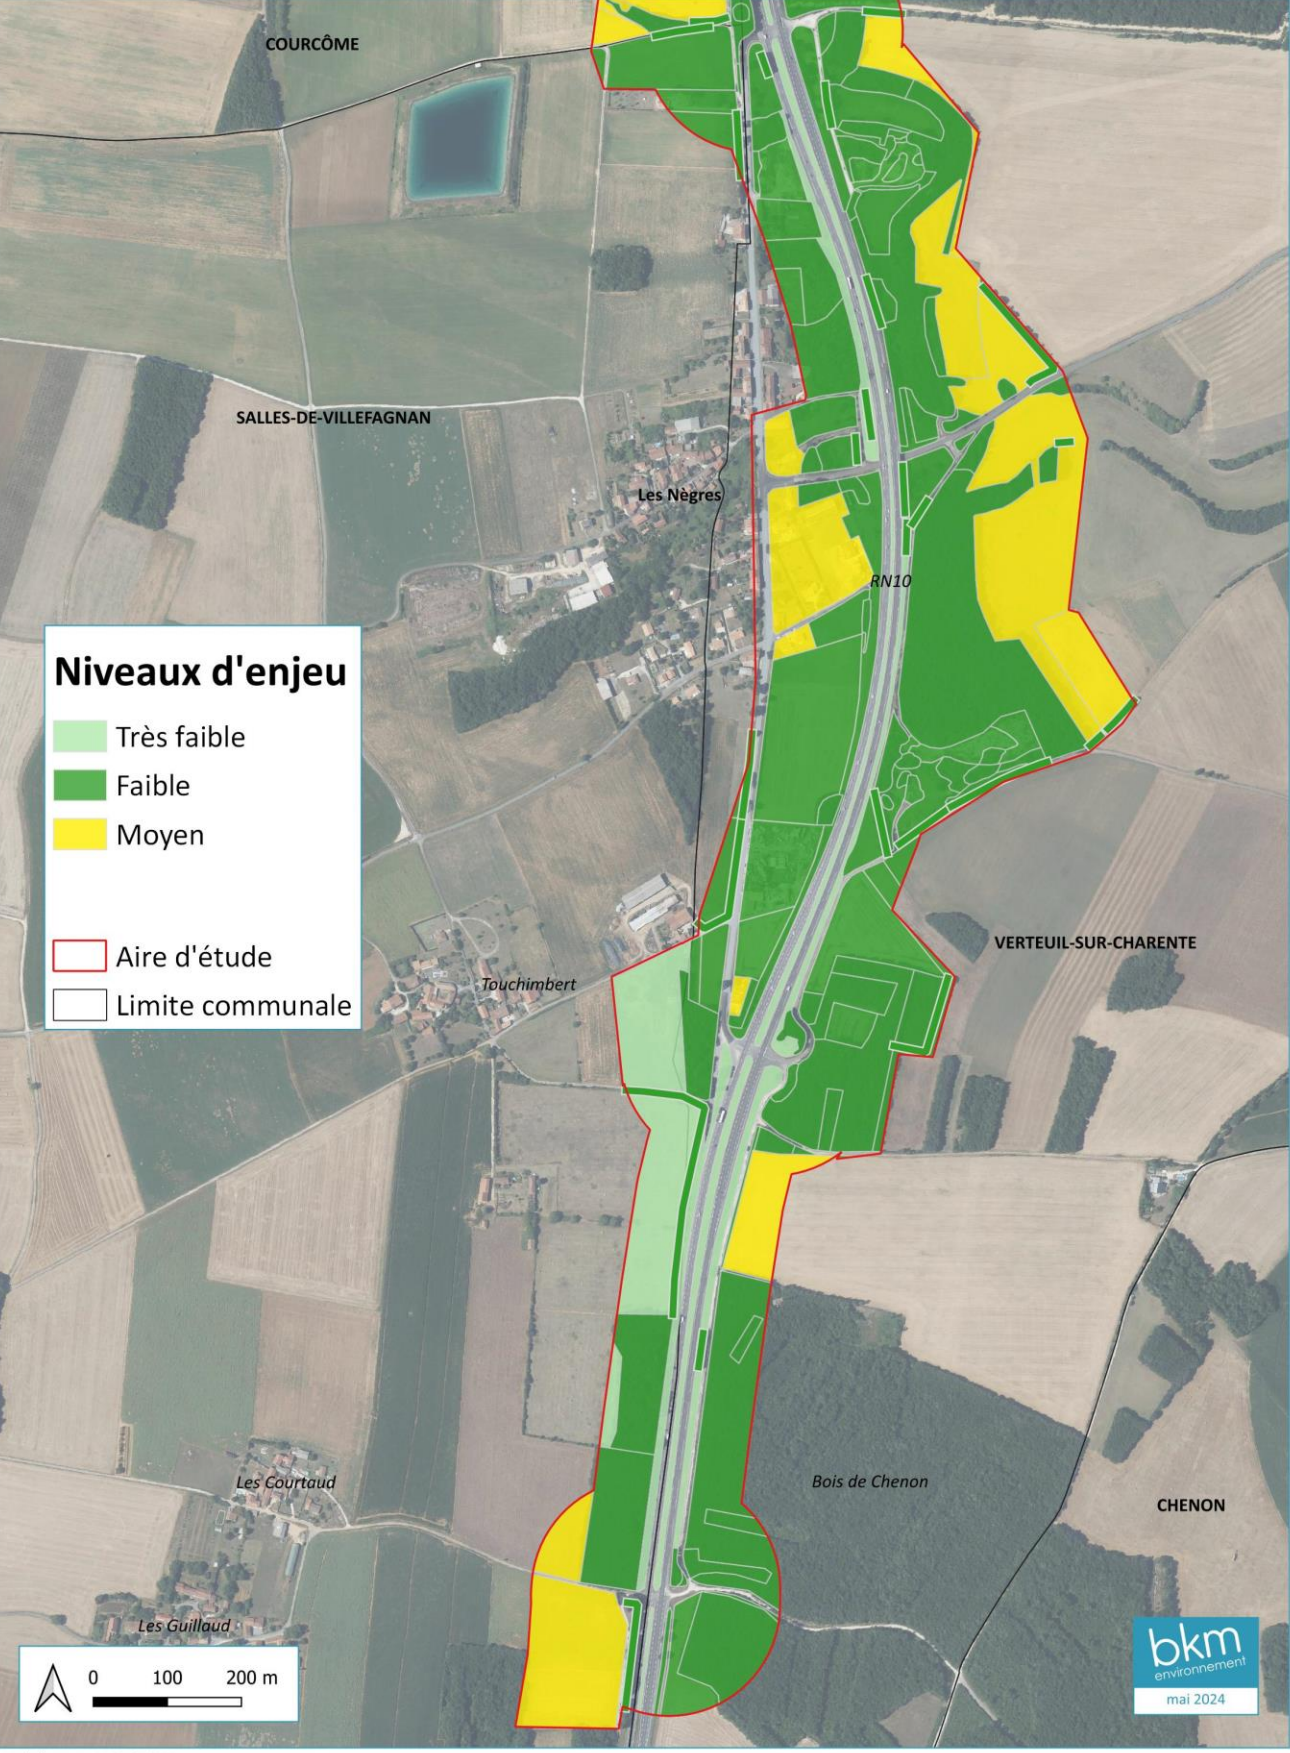 COURCÔME
SALLES-DE-VILLEFAGNAN
Les Nègres
RN10
Niveaux d'enjeu
Très faible
Faible
Moyen
Aire d'étude
Limite communale
VERTEUIL-SUR-CHARENTE
Touchimbert
Les Courtaud
Bois de Chenon
CHENON
Les Guillaud
0 100 200 m
bkm
environnement
mai 2024